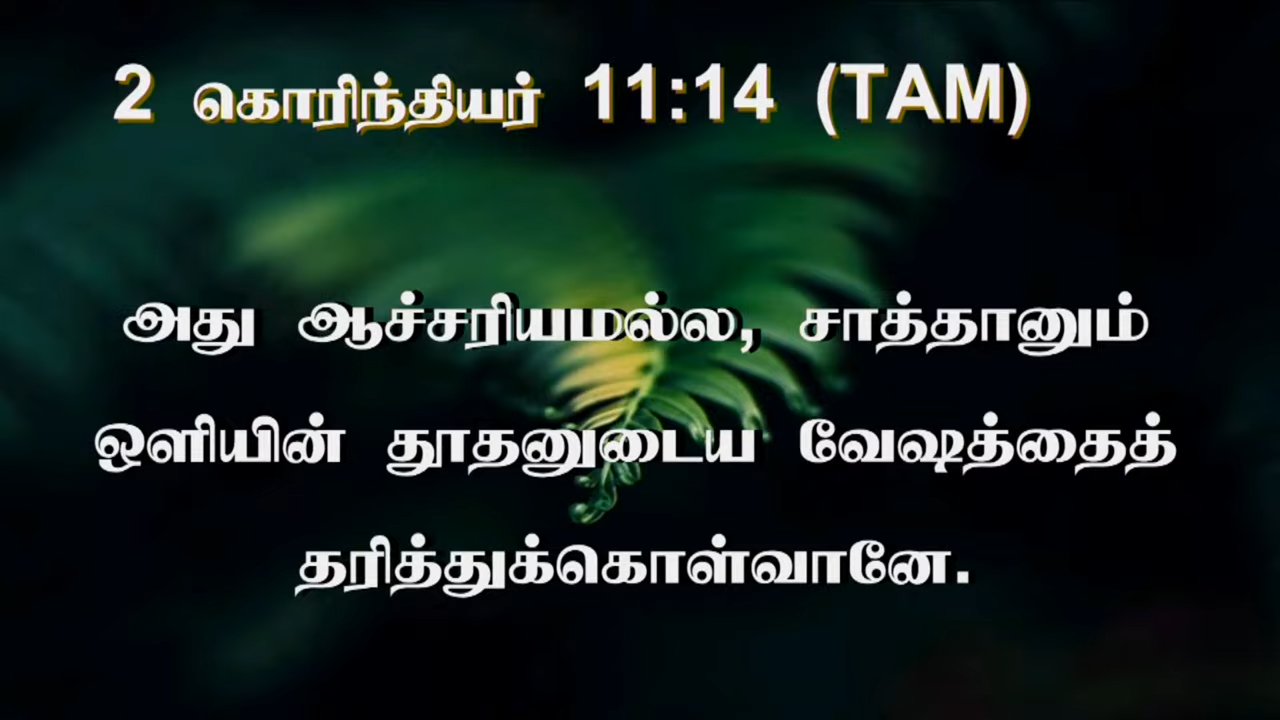 2 கொரிந்தியர் 11:14 (TAM)
அது ஆச்சரியமல்ல, சாத்தானும்
ஒளியின் தூதனுடைய வேஷத்தைத்
தரித்துக்கொள்வானே.